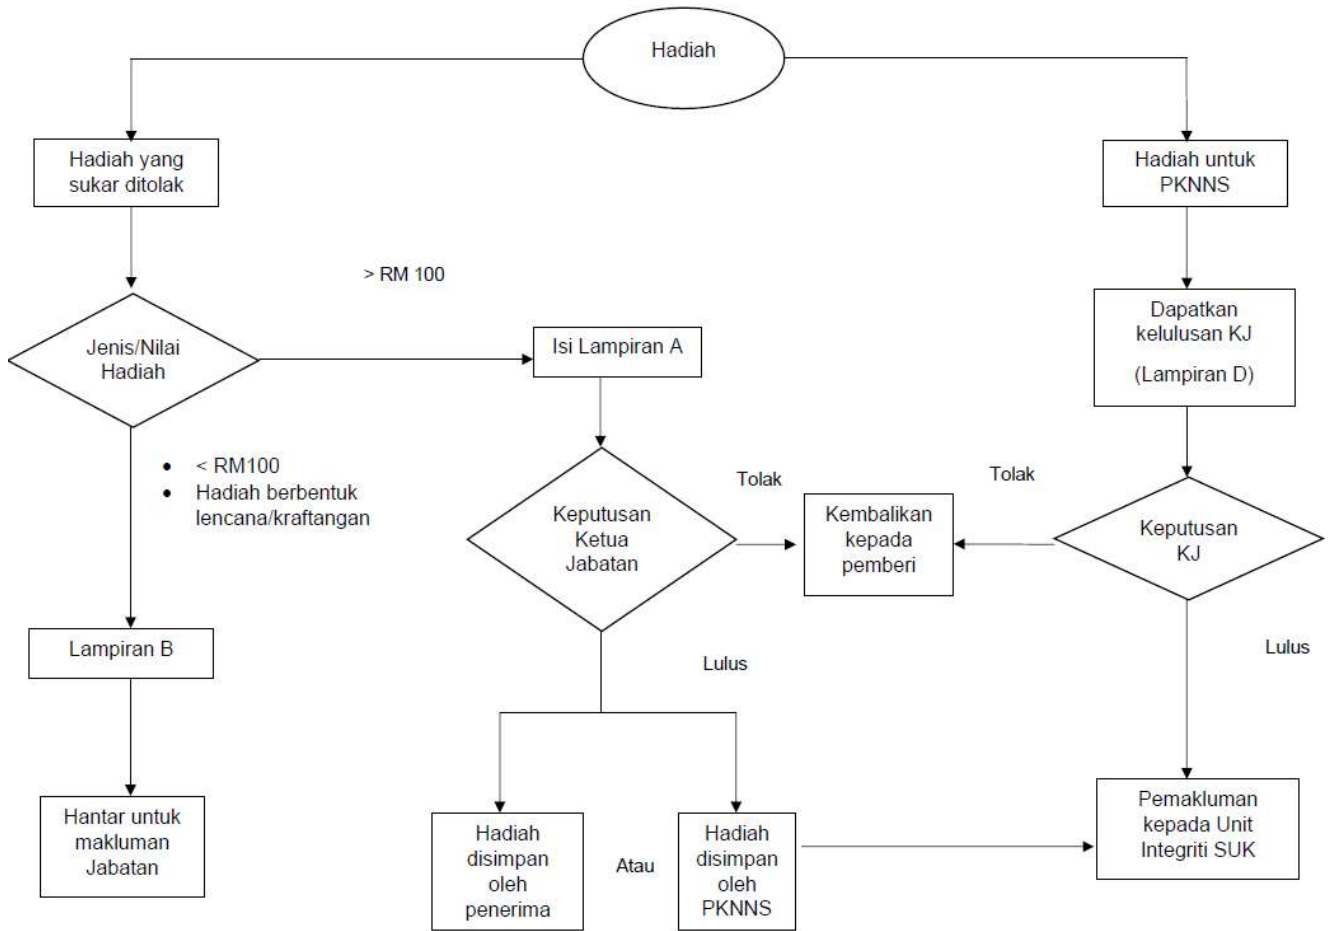 Hadiah
Hadiah yang
sukar ditolak
Hadiah untuk
PKNNS
> RM 100
Jenis/Nilai
Hadiah
Isi Lampiran A
Dapatkan
kelulusan KJ
(Lampiran D)
• < RM100
• Hadiah berbentuk
lencana/kraftangan
Keputusan
Ketua
Jabatan
Tolak
Kembalikan
kepada
pemberi
Tolak
Keputusan
KJ
Lampiran B
Lulus
Lulus
Hantar untuk
makluman
Jabatan
Hadiah
disimpan
oleh
penerima
Atau
Hadiah
disimpan
oleh
PKNNS
Pemakluman
kepada Unit
Integriti SUK